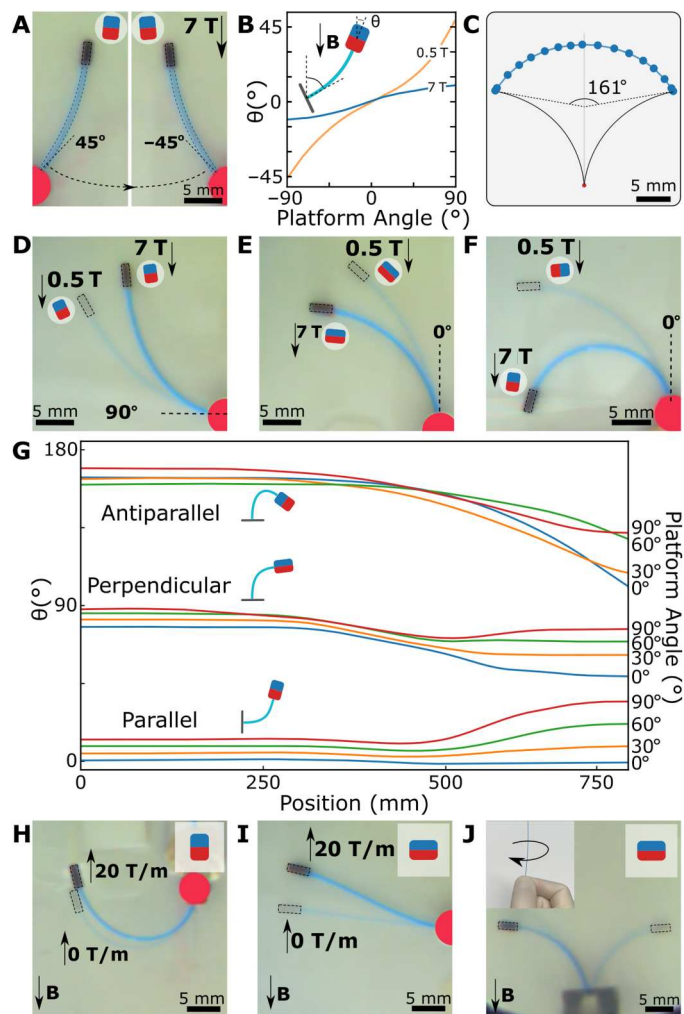 A
7 T
45°
−45°
5 mm
B
B
θ
θ(°)
45
0
−45
0.5 T
7 T
−90
0
90
Platform Angle (°)
C
161°
5 mm
D
0.5 T
7 T
90°
5 mm
E
0.5 T
7 T
0°
5 mm
F
0.5 T
7 T
0°
5 mm
G
θ(°)
180
90
0
Antiparallel
Perpendicular
Parallel
90°
60°
30°
0°
90°
60°
30°
0°
90°
60°
30°
0°
Platform Angle (°)
0
250
500
750
Position (mm)
H
20 T/m
0 T/m
B
5 mm
I
20 T/m
0 T/m
B
5 mm
J
B
5 mm